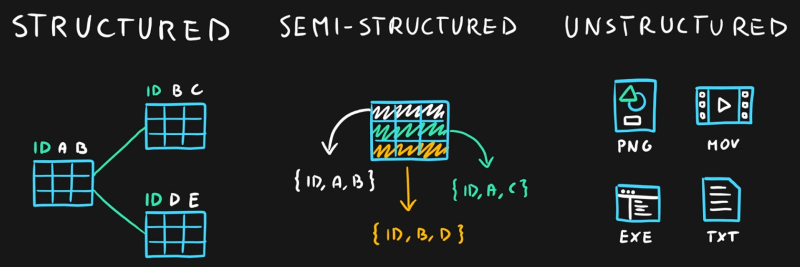 STRUCTURED
ID B C
ID A B
ID D E
SEMI-STRUCTURED
{ID, A, B}
{ID, A, C}
{ID, B, D}
UNSTRUCTURED
PNG
MOV
EXE
TXT